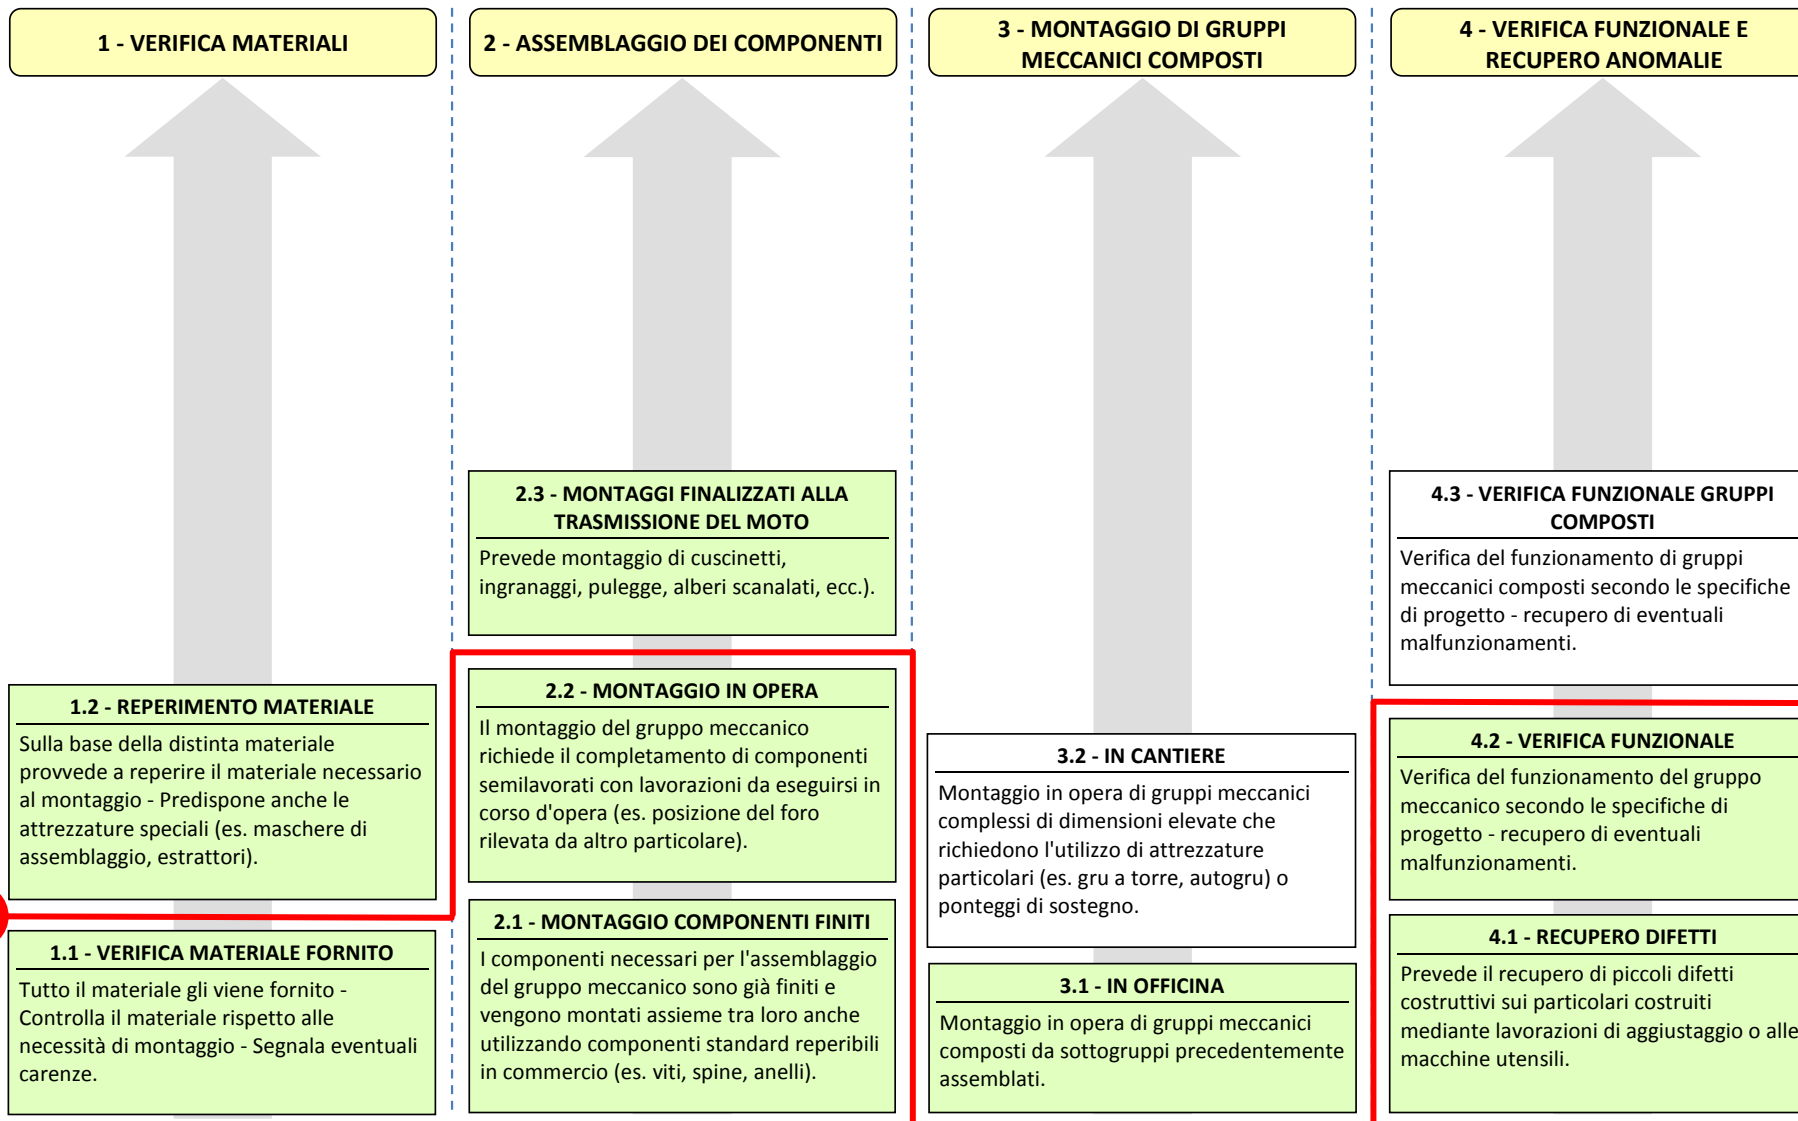 1 - VERIFICA MATERIALI
2 - ASSEMBLAGGIO DEI COMPONENTI
3 - MONTAGGIO DI GRUPPI
MECCANICI COMPOSTI
4 - VERIFICA FUNZIONALE E
RECUPERO ANOMALIE
1.2 - REPERIMENTO MATERIALE
Sulla base della distinta materiale
provvede a reperire il materiale necessario
al montaggio - Predispone anche le
attrezzature speciali (es. maschere di
assemblaggio, estrattori).
1.1 - VERIFICA MATERIALE FORNITO
Tutto il materiale gli viene fornito -
Controlla il materiale rispetto alle
necessità di montaggio - Segnala eventuali
carenze.
2.3 - MONTAGGI FINALIZZATI ALLA
TRASMISSIONE DEL MOTO
Prevede montaggio di cuscinetti,
ingranaggi, pulegge, alberi scanalati, ecc.).
2.2 - MONTAGGIO IN OPERA
Il montaggio del gruppo meccanico
richiede il completamento di componenti
semilavorati con lavorazioni da eseguirsi in
corso d'opera (es. posizione del foro
rilevata da altro particolare).
2.1 - MONTAGGIO COMPONENTI FINITI
I componenti necessari per l'assemblaggio
del gruppo meccanico sono già finiti e
vengono montati assieme tra loro anche
utilizzando componenti standard reperibili
in commercio (es. viti, spine, anelli).
3.2 - IN CANTIERE
Montaggio in opera di gruppi meccanici
complessi di dimensioni elevate che
richiedono l'utilizzo di attrezzature
particolari (es. gru a torre, autogru) o
ponteggi di sostegno.
3.1 - IN OFFICINA
Montaggio in opera di gruppi meccanici
composti da sottogruppi precedentemente
assemblati.
4.3 - VERIFICA FUNZIONALE GRUPPI
COMPOSTI
Verifica del funzionamento di gruppi
meccanici composti secondo le specifiche
di progetto - recupero di eventuali
malfunzionamenti.
4.2 - VERIFICA FUNZIONALE
Verifica del funzionamento del gruppo
meccanico secondo le specifiche di
progetto - recupero di eventuali
malfunzionamenti.
4.1 - RECUPERO DIFETTI
Prevede il recupero di piccoli difetti
costruttivi sui particolari costruiti
mediante lavorazioni di aggiustaggio o alle
macchine utensili.